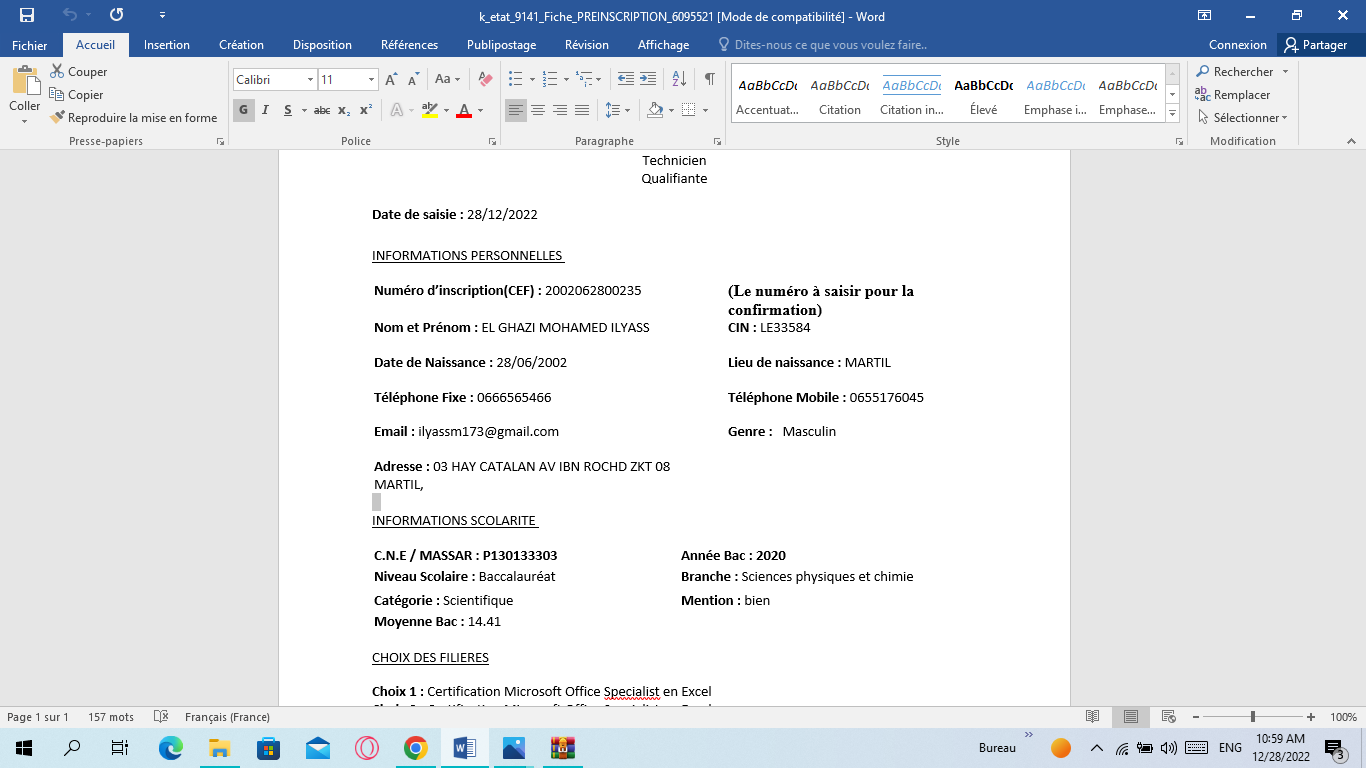 k_etat_9141_Fiche_PREINSCRIPTION_6095521 [Mode de compatibilité] - Word
Fichier Accueil Insertion Création Disposition Références Publipostage Révision Affichage Dites-nous ce que vous voulez faire.. Connexion Partager
Coller
Couper
Copier
Reproduire la mise en forme
Presse-papiers
Calibri 11
Police
Paragraphe
AaBbCcDc AaBbCcDc AaBbCcDc AaBbCcDc AaBbCcDc AaBbCcDc
Accentuat... Citation Citation in... Élevé Emphase i... Emphase...
Style
Rechercher
Remplacer
Sélectionner
Modification
Technicien
Qualifiante
Date de saisie : 28/12/2022
INFORMATIONS PERSONNELLES
Numéro d’inscription(CEF) : 2002062800235 (Le numéro à saisir pour la
confirmation)
Nom et Prénom : EL GHAZI MOHAMED ILYASS CIN : LE33584
Date de Naissance : 28/06/2002 Lieu de naissance : MARTIL
Téléphone Fixe : 0666565466 Téléphone Mobile : 0655176045
Email : ilyassm173@gmail.com Genre : Masculin
Adresse : 03 HAY CATALAN AV IBN ROCHD ZKT 08
MARTIL,
INFORMATIONS SCOLARITE
C.N.E / MASSAR : P130133303 Année Bac : 2020
Niveau Scolaire : Baccalauréat Branche : Sciences physiques et chimie
Catégorie : Scientifique Mention : bien
Moyenne Bac : 14.41
CHOIX DES FILIERES
Choix 1 : Certification Microsoft Office Specialist en Excel
Page 1 sur 1 157 mots Français (France) 100%
Bureau ENG 10:59 AM
12/28/2022
3